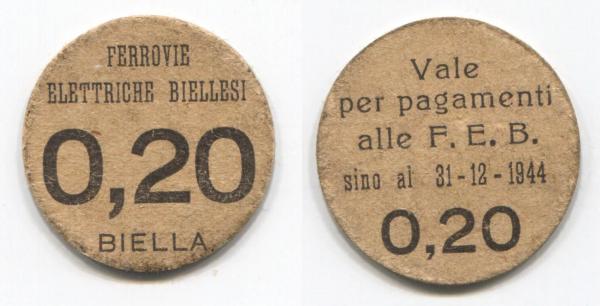 FERROVIE
ELETTRICHE BIELLESI
0,20
BIELLA
Vale
per pagamenti
alle F. E. B.
sino al 31-12-1944
0,20